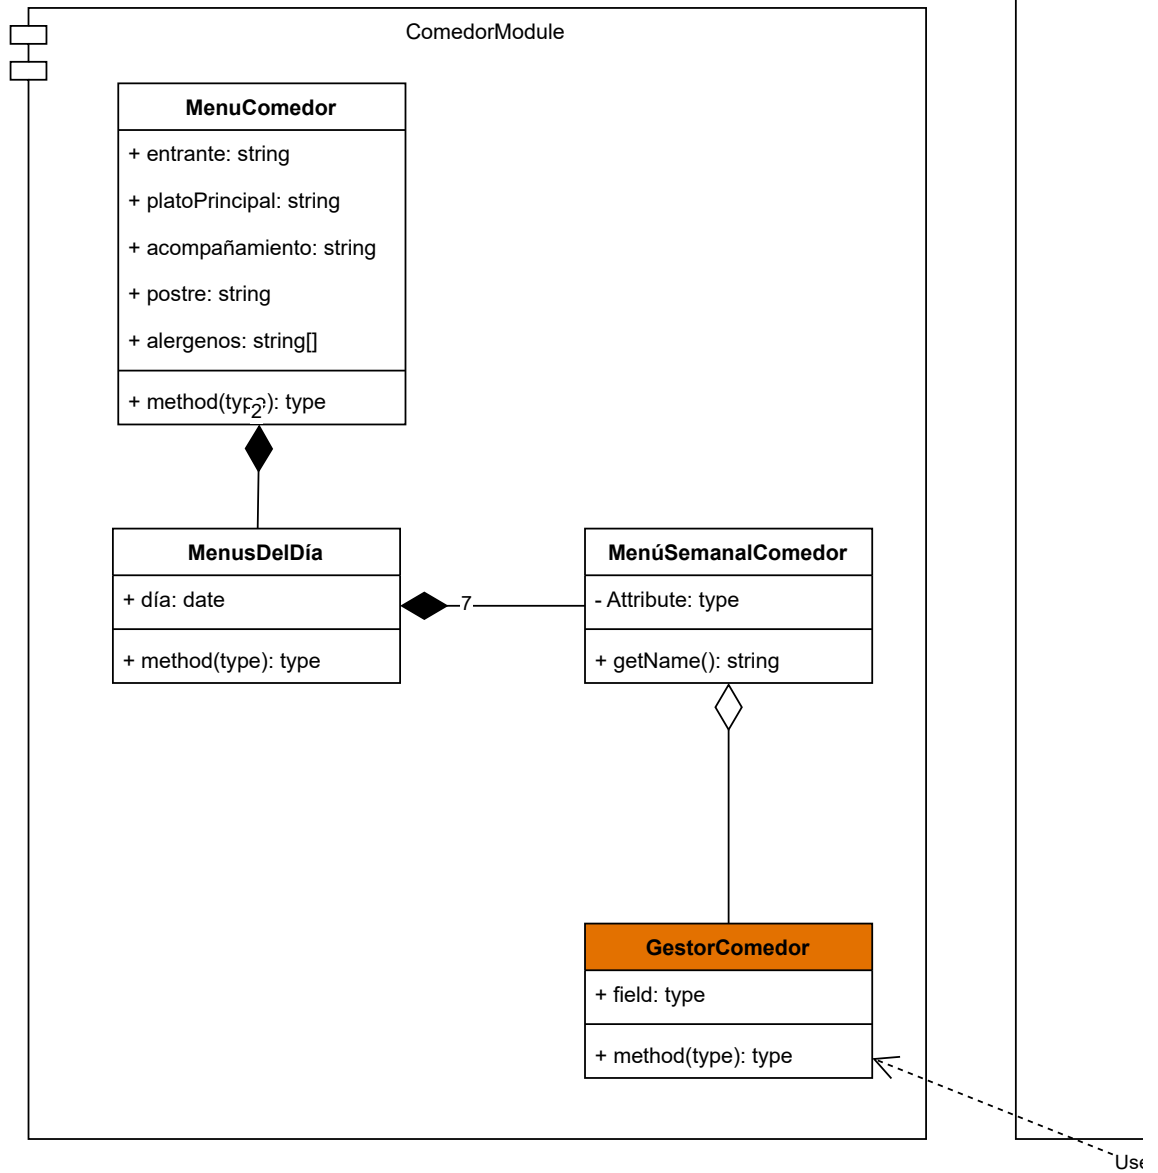 ComedorModule
MenuComedor
+ entrante: string
+ platoPrincipal: string
+ acompañamiento: string
+ postre: string
+ alergenos: string[]
+ method(type): type
2
MenusDelDía
+ día: date
+ method(type): type
7
MenúSemanalComedor
- Attribute: type
+ getName(): string
GestorComedor
+ field: type
+ method(type): type
Use